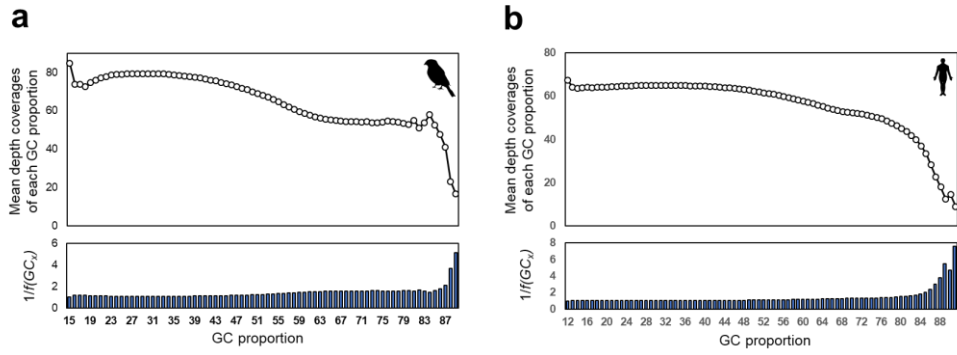 a
Mean depth coverages
of each GC proportion
80
60
40
20
0
1/f(GCx)
6
4
2
0
15 19 23 27 31 35 39 43 47 51 55 59 63 67 71 75 79 83 87
GC proportion
b
Mean depth coverages
of each GC proportion
80
60
40
20
0
1/f(GCx)
8
6
4
2
0
12 16 20 24 28 32 36 40 44 48 52 56 60 64 68 72 76 80 84 88
GC proportion